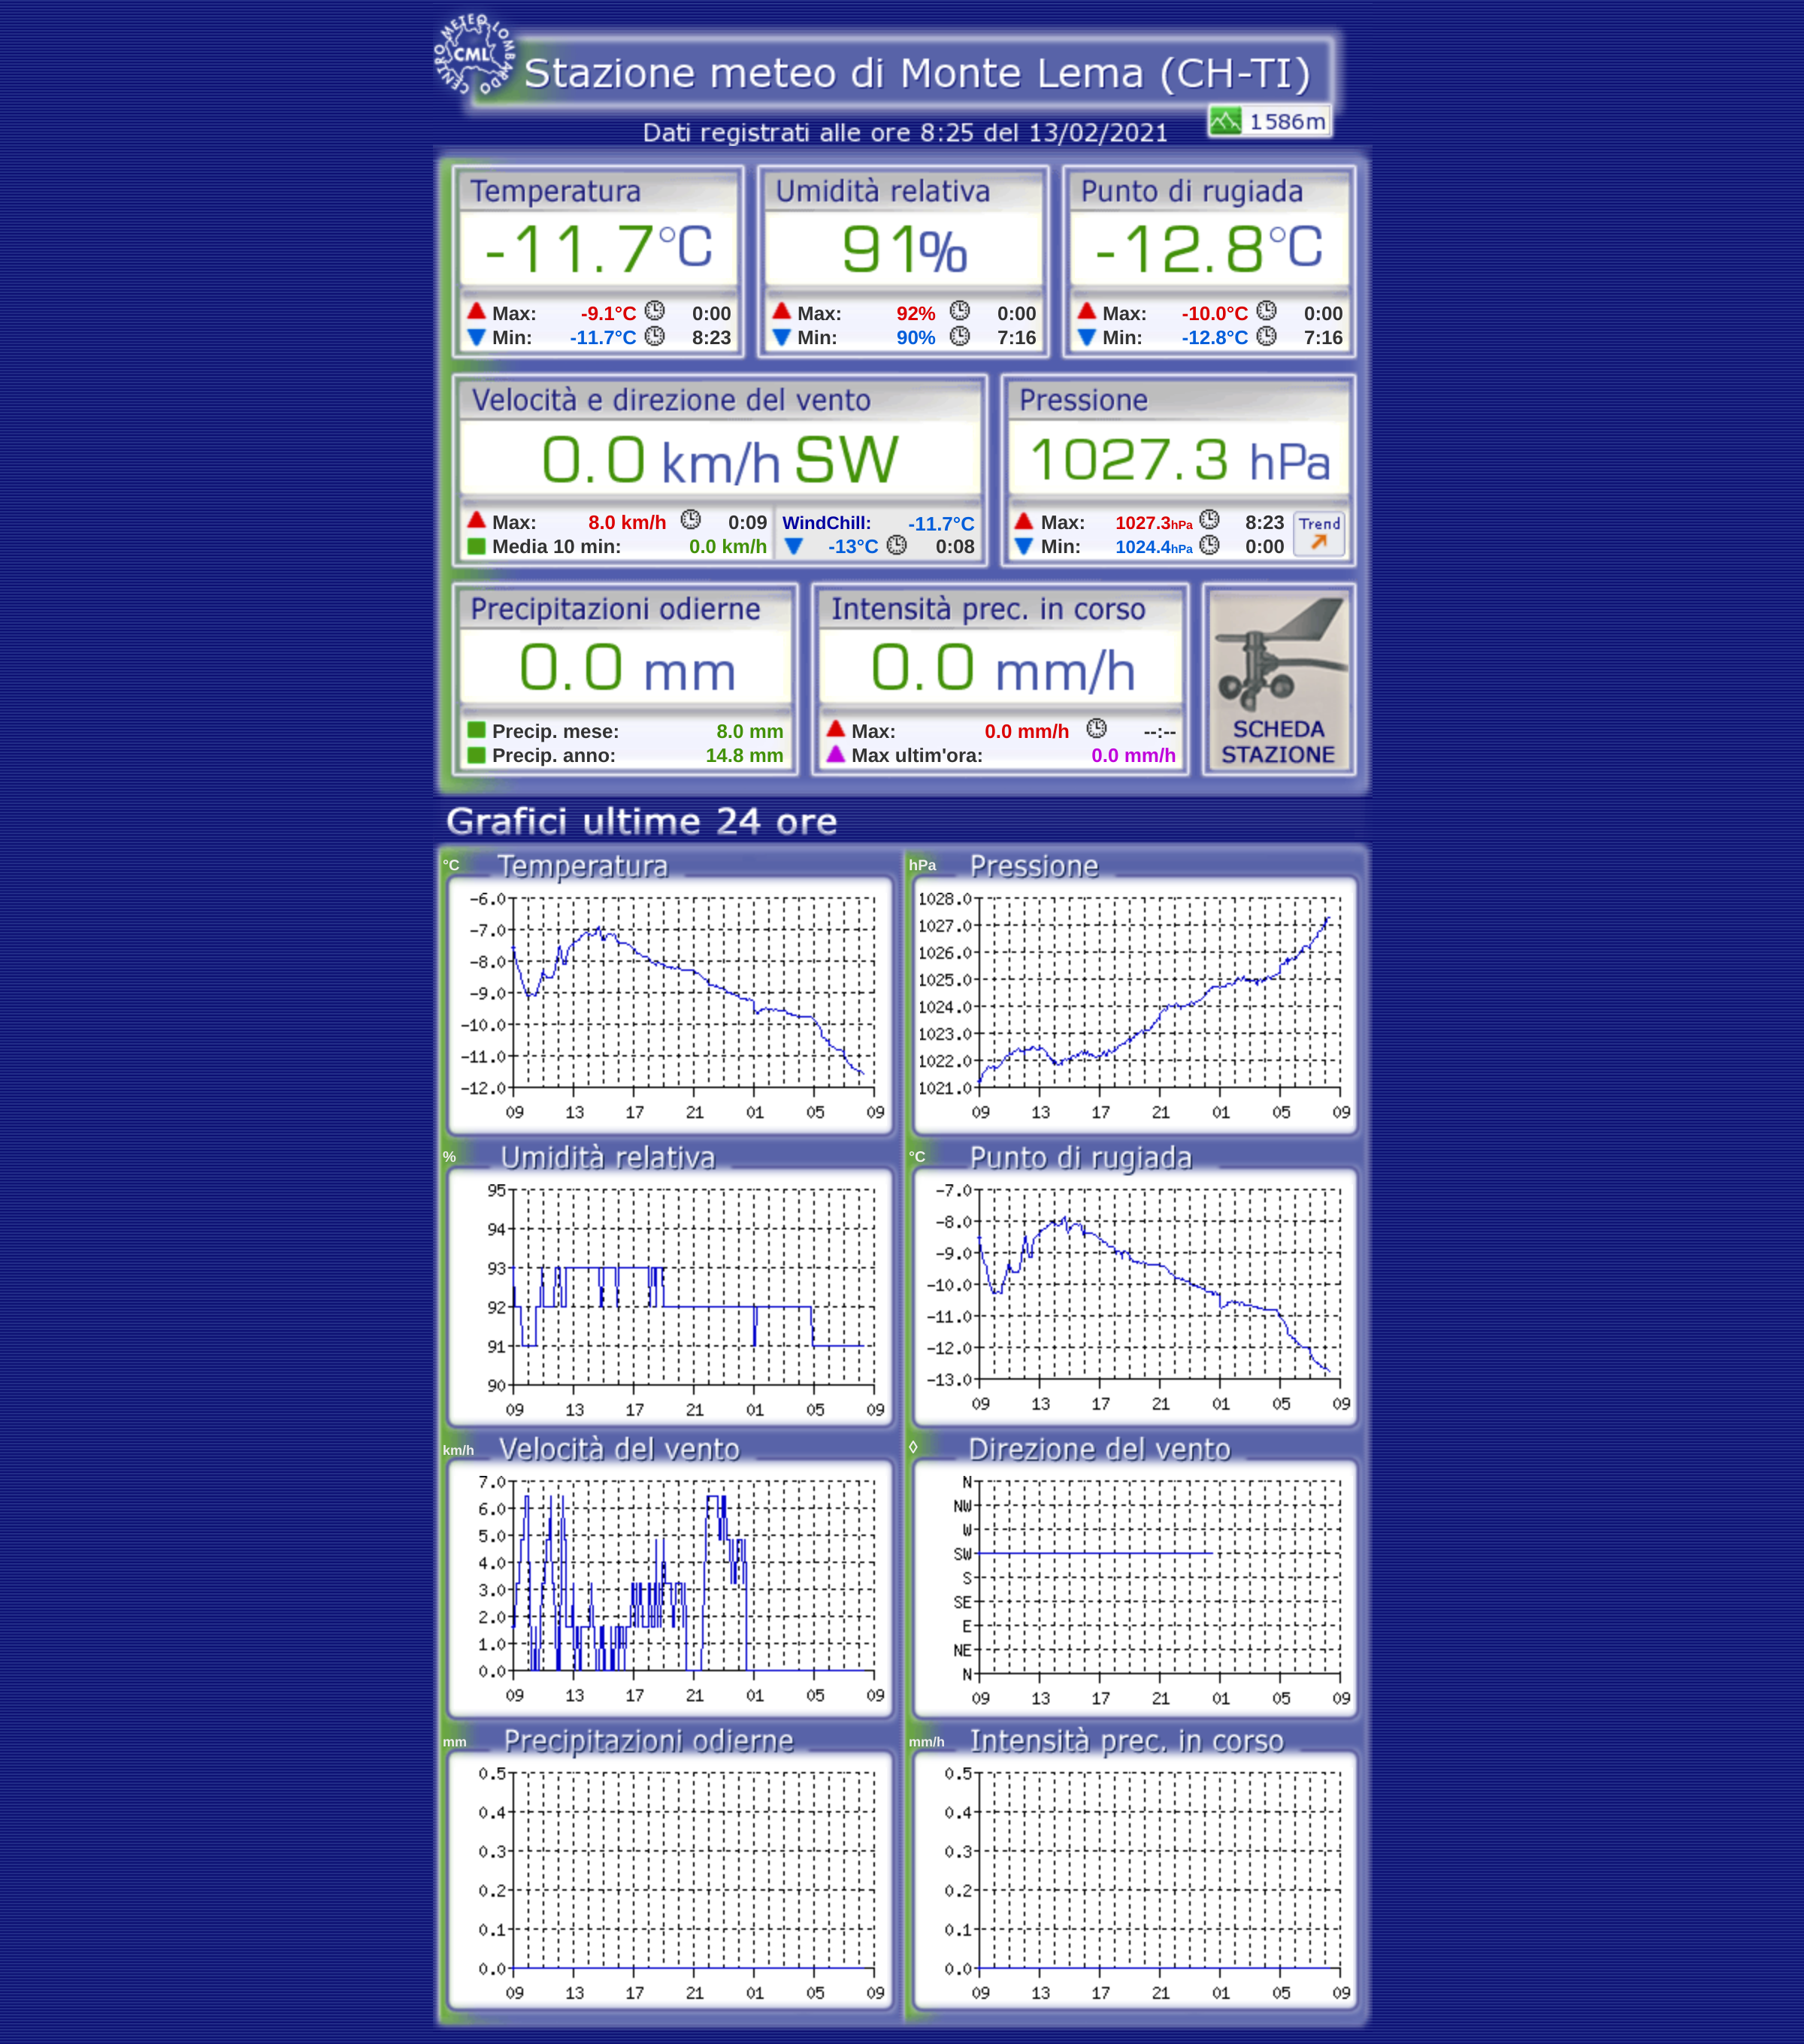 CENTRO METEO LOMBARDO
CML
Stazione meteo di Monte Lema (CH-TI)
1586m
Dati registrati alle ore 8:25 del 13/02/2021
Temperatura Umidità relativa Punto di rugiada
-11.7°C 91% -12.8°C
Max: -9.1°C 0:00 Max: 92% 0:00 Max: -10.0°C 0:00
Min: -11.7°C 8:23 Min: 90% 7:16 Min: -12.8°C 7:16
Velocità e direzione del vento Pressione
0.0 km/h SW 1027.3 hPa
Max: 8.0 km/h 0:09 WindChill: -11.7°C Max: 1027.3hPa 8:23 Trend
Media 10 min: 0.0 km/h -13°C 0:08 Min: 1024.4hPa 0:00
Precipitazioni odierne Intensità prec. in corso
0.0 mm 0.0 mm/h
Precip. mese: 8.0 mm Max: 0.0 mm/h --:-- SCHEDA
Precip. anno: 14.8 mm Max ultim'ora: 0.0 mm/h STAZIONE
Grafici ultime 24 ore
°C Temperatura
-6.0
-7.0
-8.0
-9.0
-10.0
-11.0
-12.0
09 13 17 21 01 05 09
hPa Pressione
1028.0
1027.0
1026.0
1025.0
1024.0
1023.0
1022.0
1021.0
09 13 17 21 01 05 09
% Umidità relativa
95
94
93
92
91
90
09 13 17 21 01 05 09
°C Punto di rugiada
-7.0
-8.0
-9.0
-10.0
-11.0
-12.0
-13.0
09 13 17 21 01 05 09
km/h Velocità del vento
7.0
6.0
5.0
4.0
3.0
2.0
1.0
0.0
09 13 17 21 01 05 09
◊ Direzione del vento
N
NW
W
SW
S
SE
E
NE
N
09 13 17 21 01 05 09
mm Precipitazioni odierne
0.5
0.4
0.3
0.2
0.1
0.0
09 13 17 21 01 05 09
mm/h Intensità prec. in corso
0.5
0.4
0.3
0.2
0.1
0.0
09 13 17 21 01 05 09